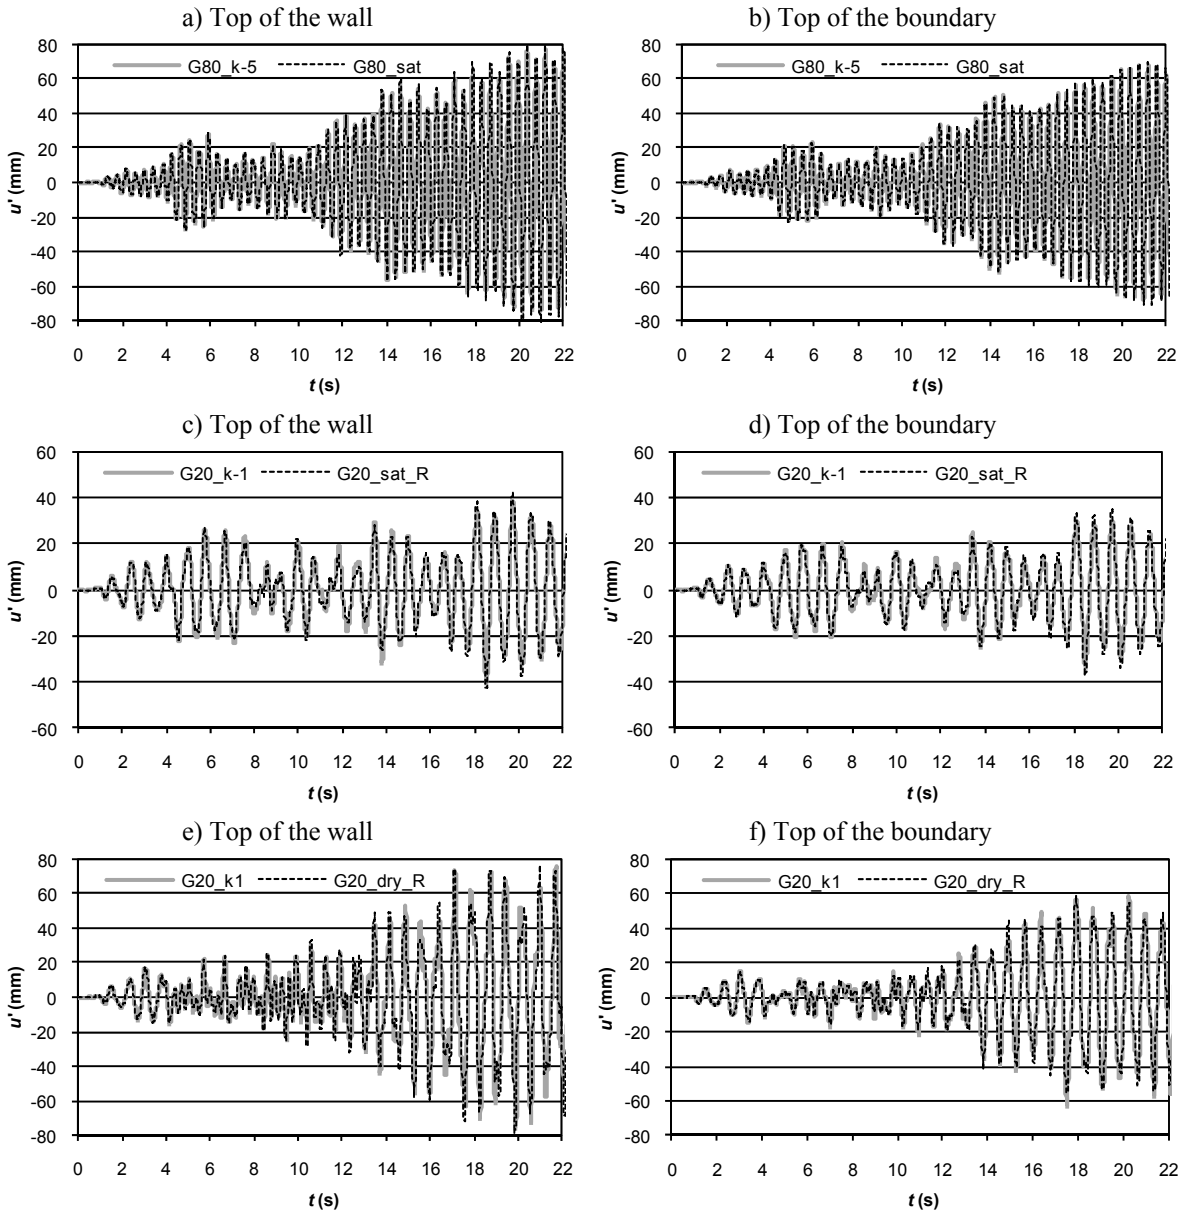 a) Top of the wall
b) Top of the boundary
80
60
40
20
0
-20
-40
-60
-80
u' (mm)
G80_k-5 G80_sat
0 2 4 6 8 10 12 14 16 18 20 22
t (s)
80
60
40
20
0
-20
-40
-60
-80
u' (mm)
G80_k-5 G80_sat
0 2 4 6 8 10 12 14 16 18 20 22
t (s)
c) Top of the wall
d) Top of the boundary
60
40
20
0
-20
-40
-60
u' (mm)
G20_k-1 G20_sat_R
0 2 4 6 8 10 12 14 16 18 20 22
t (s)
60
40
20
0
-20
-40
-60
u' (mm)
G20_k-1 G20_sat_R
0 2 4 6 8 10 12 14 16 18 20 22
t (s)
e) Top of the wall
f) Top of the boundary
80
60
40
20
0
-20
-40
-60
-80
u' (mm)
G20_k1 G20_dry_R
0 2 4 6 8 10 12 14 16 18 20 22
t (s)
80
60
40
20
0
-20
-40
-60
-80
u' (mm)
G20_k1 G20_dry_R
0 2 4 6 8 10 12 14 16 18 20 22
t (s)